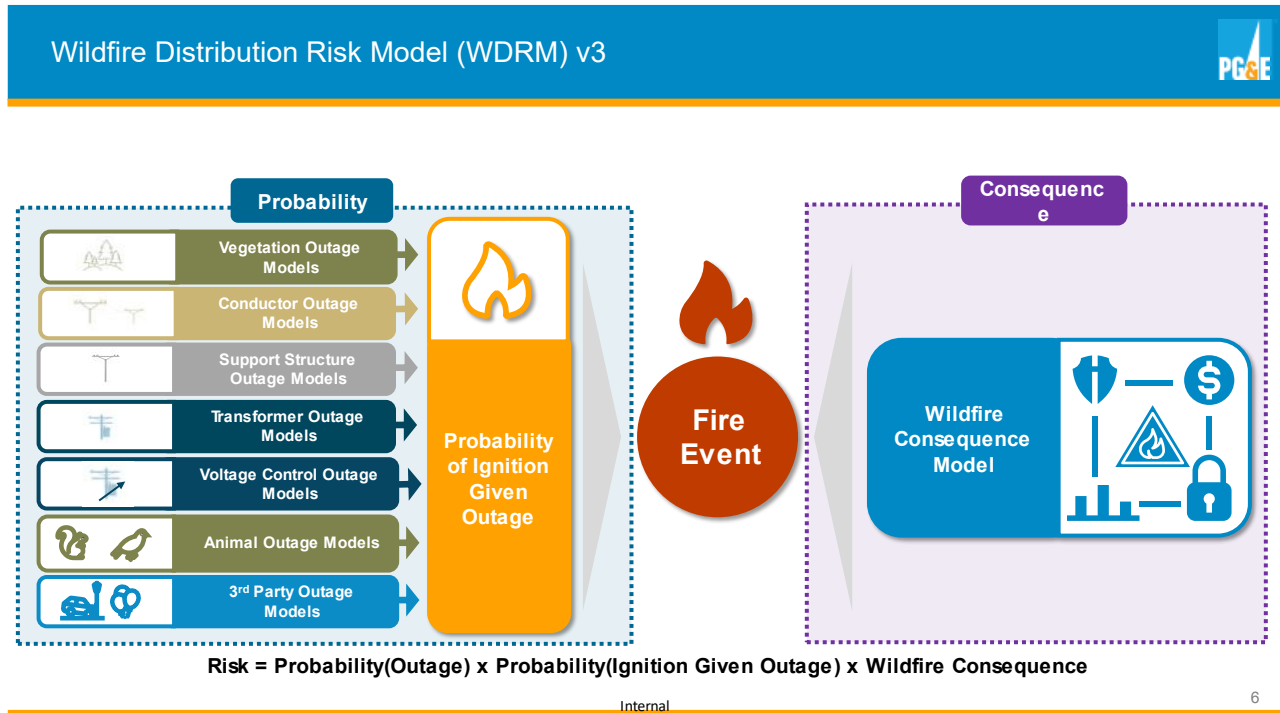 Wildfire Distribution Risk Model (WDRM) v3
PG&E
Probability
Consequenc
e
Vegetation Outage
Models
Conductor Outage
Models
Support Structure
Outage Models
Transformer Outage
Models
Voltage Control Outage
Models
Animal Outage Models
3rd Party Outage
Models
Probability
of Ignition
Given
Outage
Fire
Event
Wildfire
Consequence
Model
$
Risk = Probability(Outage) x Probability(Ignition Given Outage) x Wildfire Consequence
Internal
6